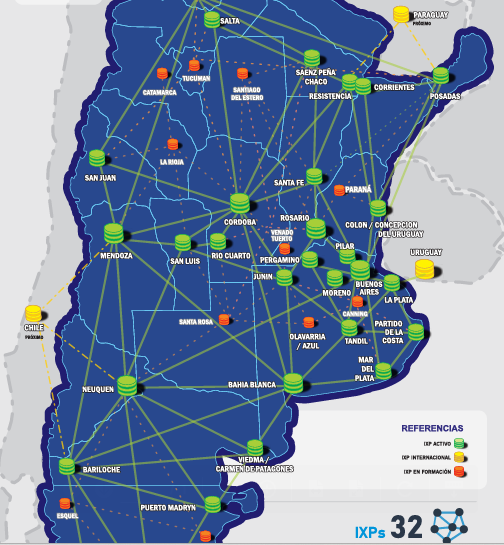 PARAGUAY
PRÓXIMO
SALTA
SAENZ PEÑA
CHACO
TUCUMAN
CATAMARCA
SANTIAGO
DEL ESTERO
RESISTENCIA
CORRIENTES
POSADAS
LA RIOJA
SAN JUAN
SANTA FE
PARANÁ
CORDOBA
ROSARIO
COLON / CONCEPCION
DEL URUGUAY
VENADO
TUERTO
MENDOZA
SAN LUIS
RIO CUARTO
PERGAMINO
PILAR
URUGUAY
JUNIN
MORENO
BUENOS
AIRES
LA PLATA
CHILE
PRÓXIMO
SANTA ROSA
CANNING
OLAVARRIA
/ AZUL
TANDIL
PARTIDO
DE LA
COSTA
MAR
DEL
PLATA
NEUQUEN
BAHIA BLANCA
REFERENCIAS
IXP ACTIVO
IXP INTERNACIONAL
IXP EN FORMACIÓN
VIEDMA /
CARMEN DE PATAGONES
BARILOCHE
ESQUEL
PUERTO MADRYN
IXPs 32